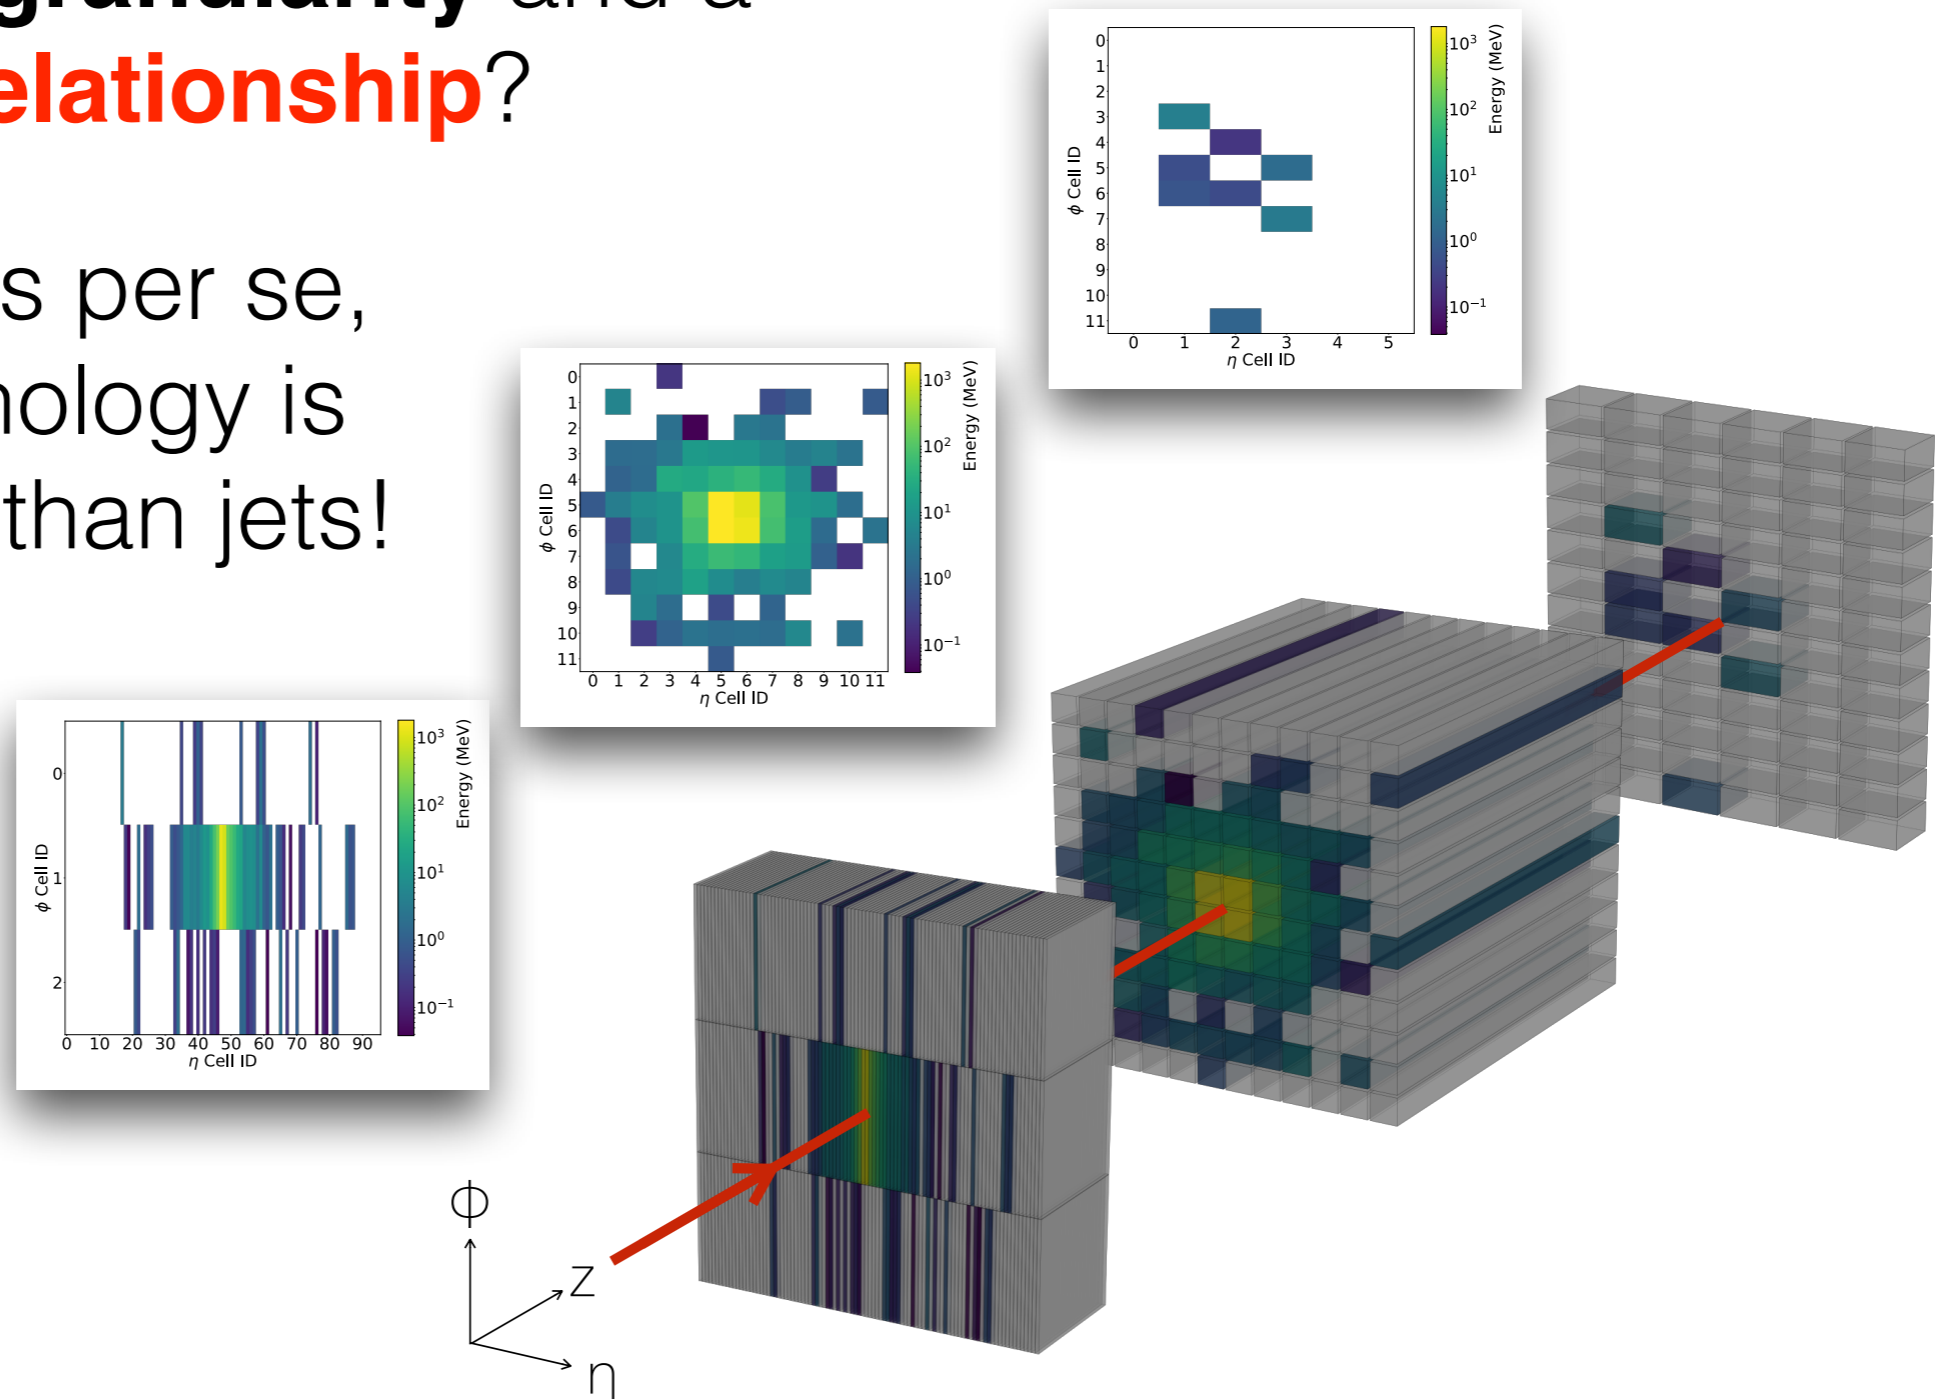 granularity and a
elationship?
s per se,
nology is
than jets!
0
1
2
3
4
5
6
7
8
9
10
11
ϕ Cell ID
0 1 2 3 4 5
η Cell ID
10³
10²
10¹
10⁰
10⁻¹
Energy (MeV)
0
1
2
3
4
5
6
7
8
9
10
11
ϕ Cell ID
0 1 2 3 4 5 6 7 8 9 10 11
η Cell ID
10³
10²
10¹
10⁰
10⁻¹
Energy (MeV)
0
1
2
ϕ Cell ID
0 10 20 30 40 50 60 70 80 90
η Cell ID
10³
10²
10¹
10⁰
10⁻¹
Energy (MeV)
ϕ
z
η